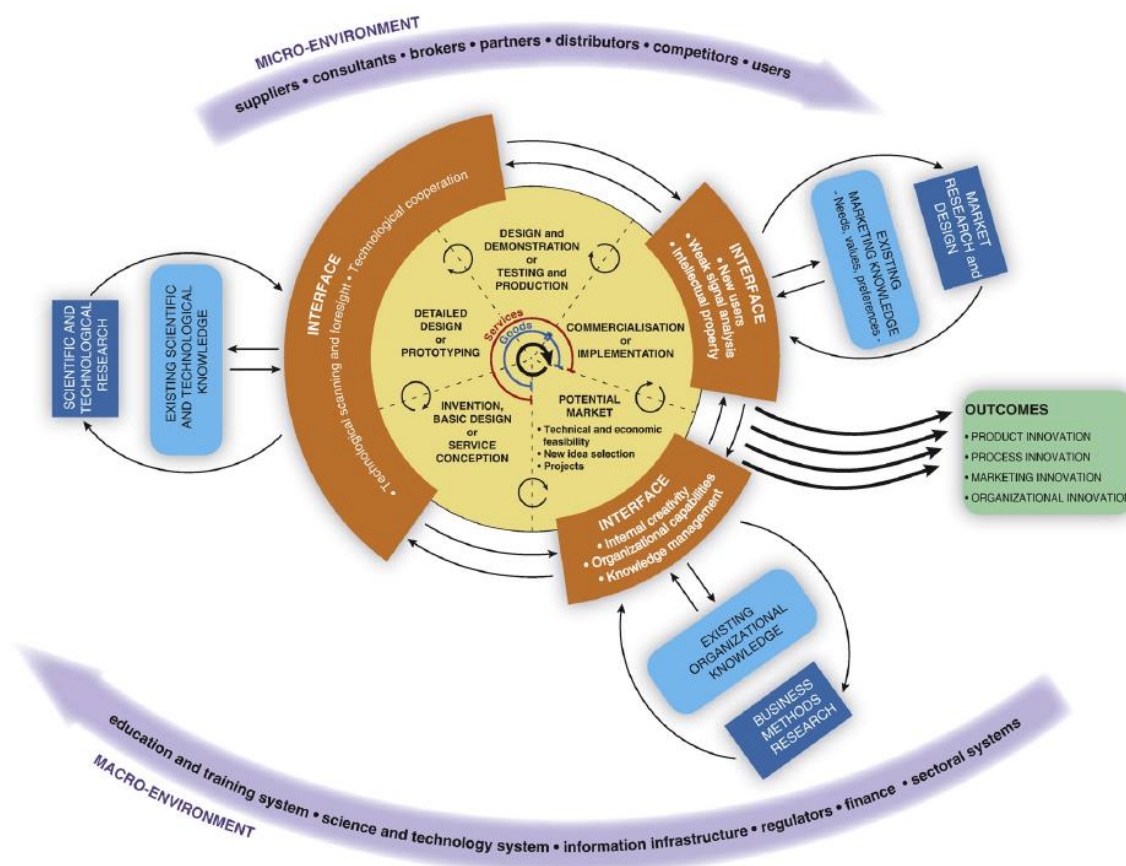 MICRO-ENVIRONMENT
suppliers • consultants • brokers • partners • distributors • competitors • users
INTERFACE
• Technological scanning and foresight • Technological cooperation
SCIENTIFIC AND
TECHNOLOGICAL
RESEARCH
EXISTING SCIENTIFIC
AND TECHNOLOGICAL
KNOWLEDGE
DESIGN and
DEMONSTRATION
or
TESTING and
PRODUCTION
DETAILED
DESIGN
or
PROTOTYPING
Services
Goods
COMMERCIALISATION
or
IMPLEMENTATION
INVENTION,
BASIC DESIGN
or
SERVICE
CONCEPTION
POTENTIAL
MARKET
• Technical and economic
feasibility
• New idea selection
• Projects
INTERFACE
• New users
• Weak signal analysis
• Intellectual property
EXISTING
MARKETING KNOWLEDGE
- Needs, values, preferences -
MARKET
RESEARCH and
DESIGN
INTERFACE
• Internal creativity
• Organizational capabilities
• Knowledge management
EXISTING
ORGANIZATIONAL
KNOWLEDGE
BUSINESS
METHODS
RESEARCH
OUTCOMES
• PRODUCT INNOVATION
• PROCESS INNOVATION
• MARKETING INNOVATION
• ORGANIZATIONAL INNOVATION
education and training system • science and technology system • information infrastructure • regulators • finance • sectoral systems
MACRO-ENVIRONMENT